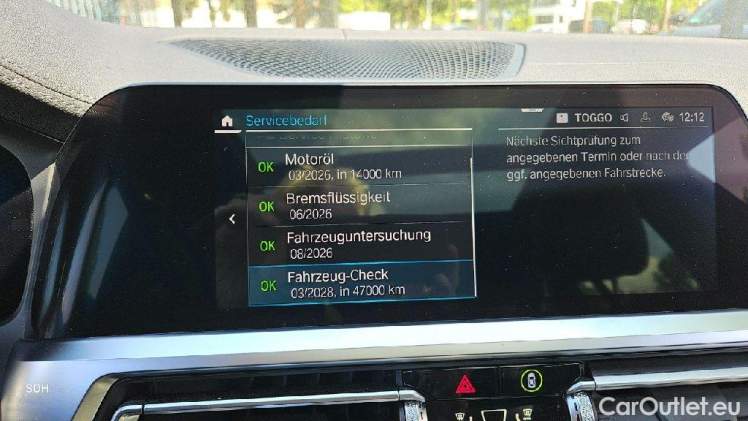 Servicebedarf
TOGGO
12:12
OK
Motoröl
03/2026, in 14000 km
OK
Bremsflüssigkeit
06/2026
OK
Fahrzeuguntersuchung
08/2026
OK
Fahrzeug-Check
03/2028, in 47000 km
Nächste Sichtprüfung zum
angegebenen Termin oder nach der
ggf. angegebenen Fahrstrecke.
CarOutlet.eu